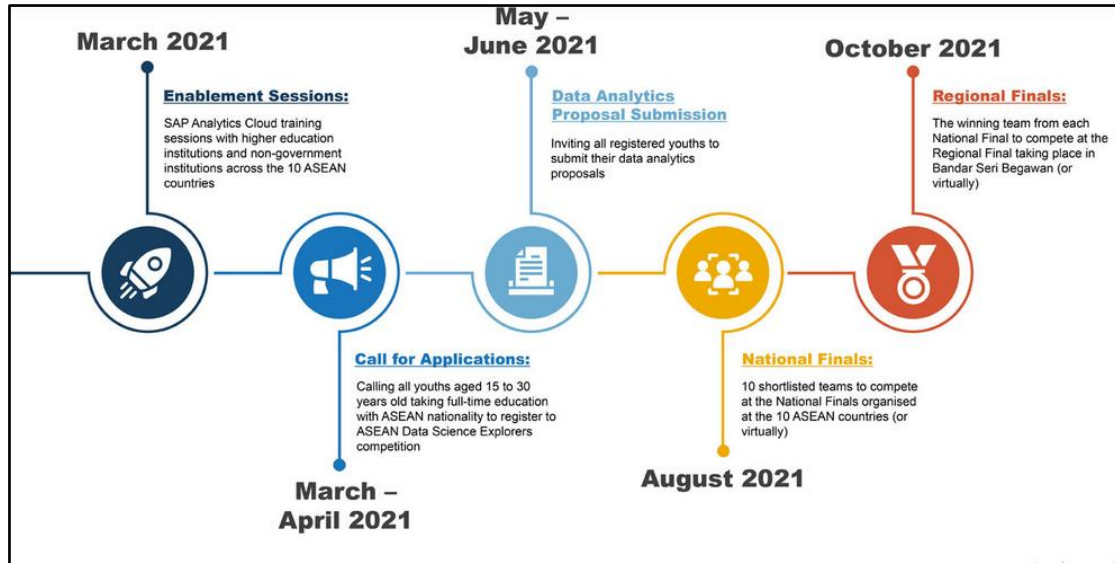 March 2021
Enablement Sessions:
SAP Analytics Cloud training
sessions with higher education
institutions and non-government
institutions across the 10 ASEAN
countries
Call for Applications:
Calling all youths aged 15 to 30
years old taking full-time education
with ASEAN nationality to register to
ASEAN Data Science Explorers
competition
March –
April 2021
May –
June 2021
Data Analytics
Proposal Submission
Inviting all registered youths to
submit their data analytics
proposals
National Finals:
10 shortlisted teams to compete
at the National Finals organised
at the 10 ASEAN countries (or
virtually)
August 2021
October 2021
Regional Finals:
The winning team from each
National Final to compete at the
Regional Final taking place in
Bandar Seri Begawan (or
virtually)